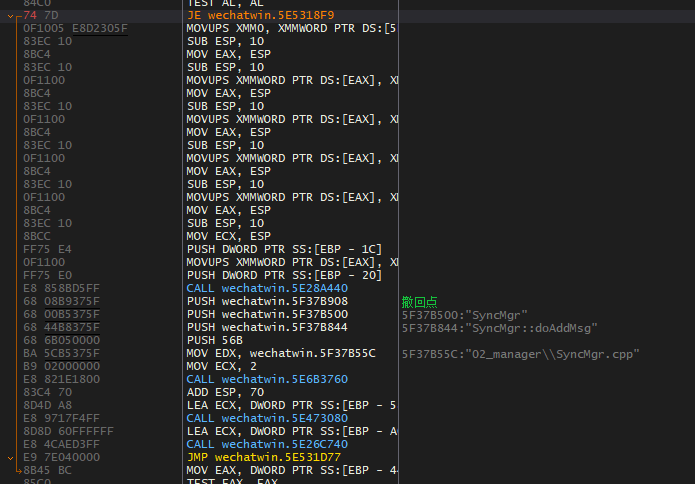 84C0 TEST AL, AL
74 7D JE wechatwin.5E5318F9
0F1005 E8D2305F MOVUPS XMM0, XMMWORD PTR DS:[5
83EC 10 SUB ESP, 10
8BC4 MOV EAX, ESP
83EC 10 SUB ESP, 10
0F1100 MOVUPS XMMWORD PTR DS:[EAX], X
8BC4 MOV EAX, ESP
83EC 10 SUB ESP, 10
0F1100 MOVUPS XMMWORD PTR DS:[EAX], X
8BC4 MOV EAX, ESP
83EC 10 SUB ESP, 10
0F1100 MOVUPS XMMWORD PTR DS:[EAX], X
8BC4 MOV EAX, ESP
83EC 10 SUB ESP, 10
0F1100 MOVUPS XMMWORD PTR DS:[EAX], X
8BC4 MOV EAX, ESP
83EC 10 SUB ESP, 10
8BCC MOV ECX, ESP
FF75 E4 PUSH DWORD PTR SS:[EBP - 1C]
0F1100 MOVUPS XMMWORD PTR DS:[EAX], X
FF75 E0 PUSH DWORD PTR SS:[EBP - 20]
E8 858BD5FF CALL wechatwin.5E28A440
68 08B9375F PUSH wechatwin.5F37B908 撤回点
68 00B5375F PUSH wechatwin.5F37B500 5F37B500:"SyncMgr"
68 44B8375F PUSH wechatwin.5F37B844 5F37B844:"SyncMgr::doAddMsg"
68 6B050000 PUSH 56B
BA 5CB5375F MOV EDX, wechatwin.5F37B55C 5F37B55C:"02_manager\\SyncMgr.cpp"
B9 02000000 MOV ECX, 2
E8 821E1800 CALL wechatwin.5E6B3760
83C4 70 ADD ESP, 70
8D4D A8 LEA ECX, DWORD PTR SS:[EBP - 5
E8 9717F4FF CALL wechatwin.5E473080
8D8D 60FFFFFF LEA ECX, DWORD PTR SS:[EBP - A
E8 4CAED3FF CALL wechatwin.5E26C740
E9 7E040000 JMP wechatwin.5E531D77
8B45 BC MOV EAX, DWORD PTR SS:[EBP - 4
85C0 TEST EAX, EAX